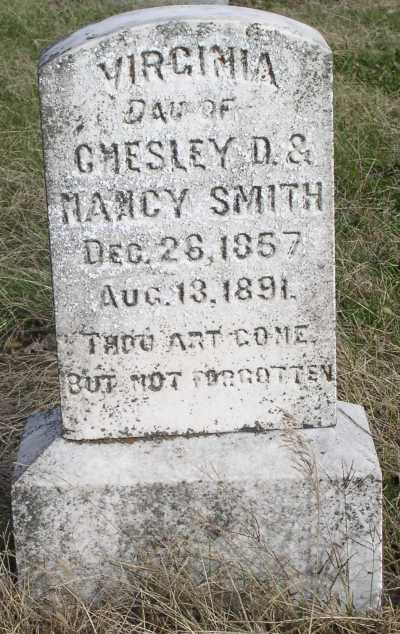 VIRGINIA
DAU OF
CHESLEY D. &
NANCY SMITH
DEC. 26, 1857
AUG. 13, 1891.
THOU ART GONE.
BUT NOT FORGOTTEN